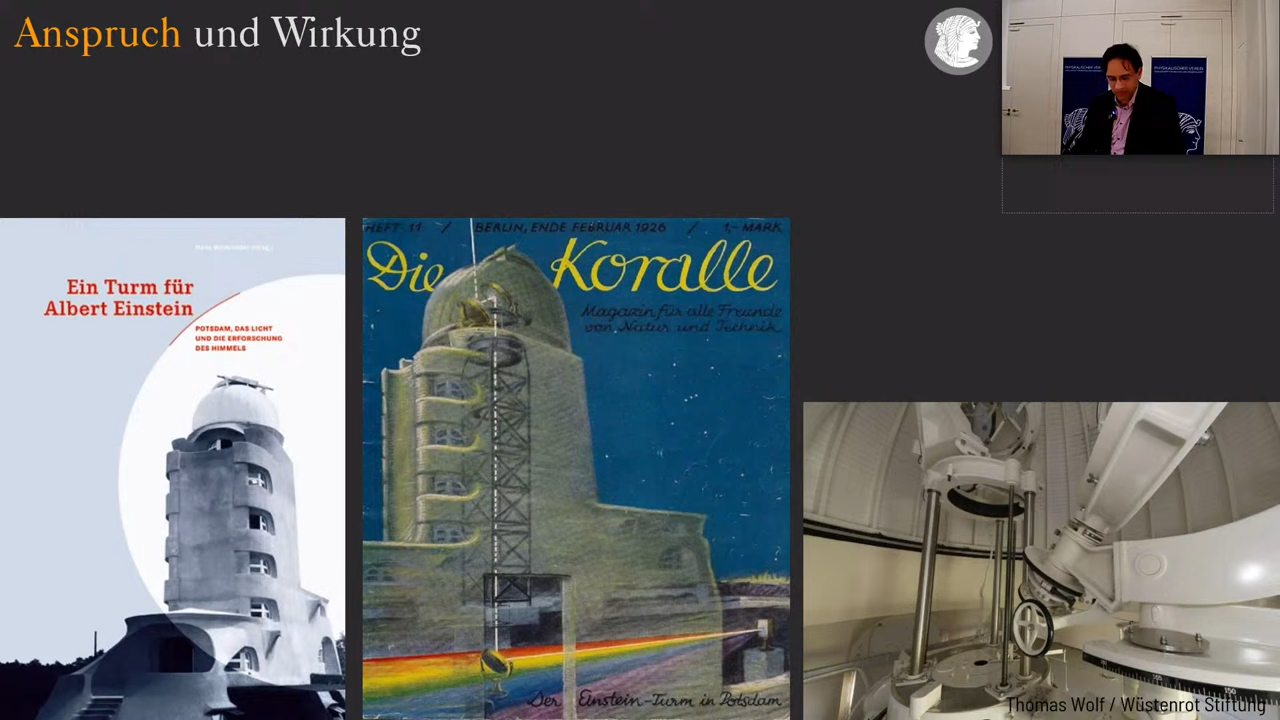 Anspruch und Wirkung
PHYSIKALISCHER VEREIN
Ein Turm für
Albert Einstein
POTSDAM, DAS LICHT
UND DIE ERFORSCHUNG
DES HIMMELS
HEFT 11 / BERLIN, ENDE FEBRUAR 1926 / 1,- MARK
Die Koralle
Magazin für alle Freunde
von Natur und Technik
Der Einstein-Turm in Potsdam
Thomas Wolf / Wüstenrot Stiftung